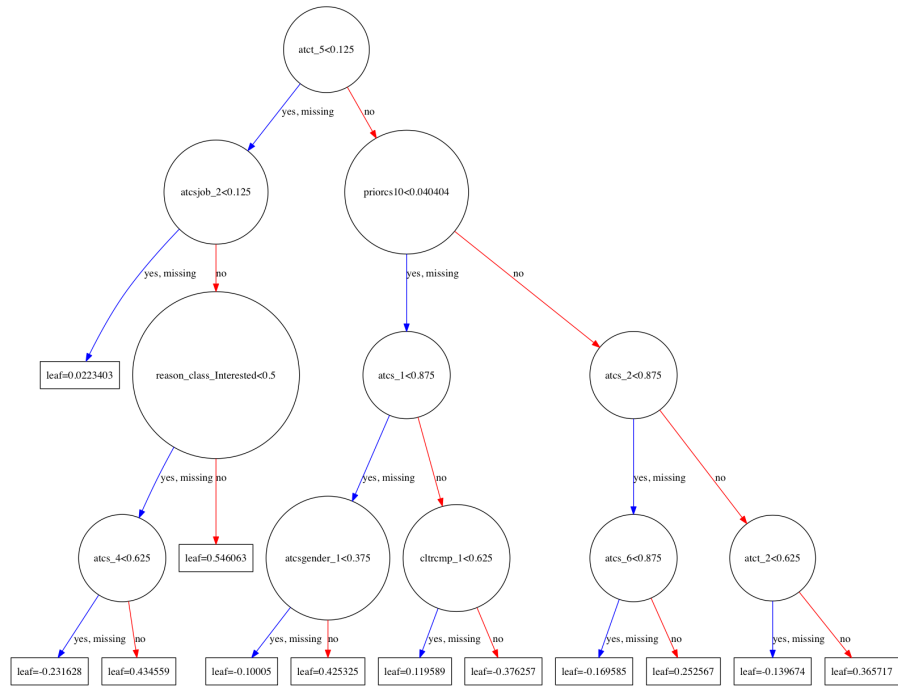 atct_5<0.125
yes, missing
no
atcsjob_2<0.125
priorcs10<0.040404
yes, missing
no
yes, missing
no
leaf=0.0223403
reason_class_Interested<0.5
atcs_1<0.875
atcs_2<0.875
yes, missing
no
yes, missing
no
yes, missing
no
atcs_4<0.625
leaf=0.546063
atcsgender_1<0.375
cltrcmp_1<0.625
atcs_6<0.875
atct_2<0.625
yes, missing
no
yes, missing
no
yes, missing
no
yes, missing
no
yes, missing
no
leaf=-0.231628
leaf=0.434559
leaf=-0.10005
leaf=0.425325
leaf=0.119589
leaf=-0.376257
leaf=-0.169585
leaf=0.252567
leaf=-0.139674
leaf=0.365717